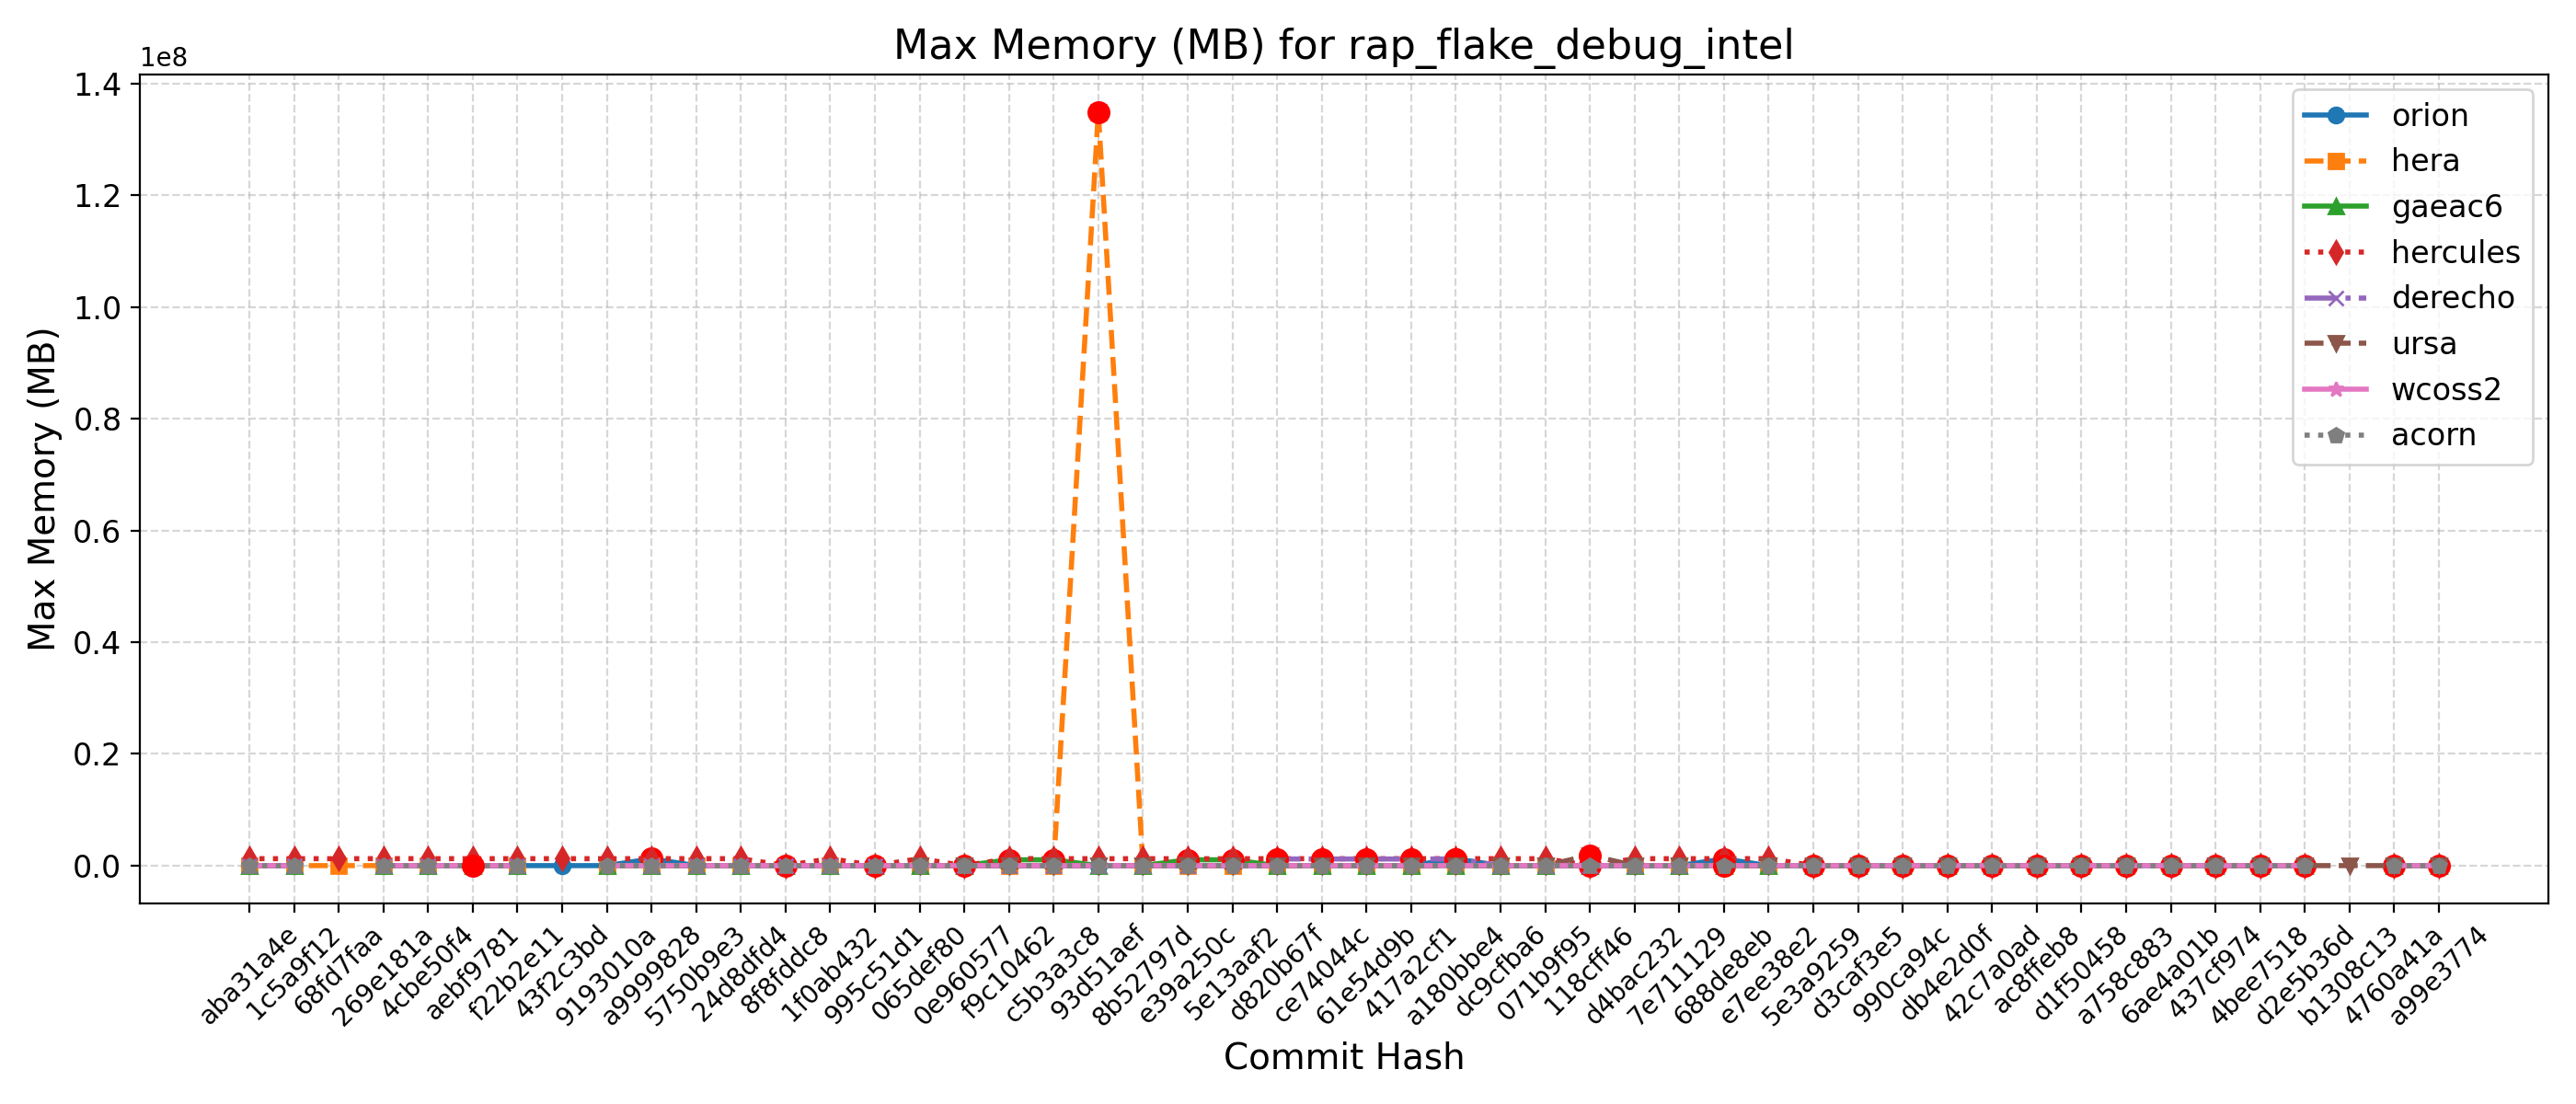 Max Memory (MB) for rap_flake_debug_intel
1e8
1.4
1.2
1.0
0.8
0.6
0.4
0.2
0.0
Max Memory (MB)
orion
hera
gaeac6
hercules
derecho
ursa
wcoss2
acorn
aba31a4e
1c5a9f12
68fd7faa
269e181a
4cbe50f4
aebf9781
f22b2e11
43f2c3bd
9193010a
a9999828
5750b9e3
24d8dfd4
8f8fddc8
1f0ab432
995c51d1
065def80
0e960577
f9c10462
c5b3a3c8
93d51aef
8b52797d
e39a250c
5e13aaf2
d820b67f
ce74044c
61e54d9b
417a2cf1
a180bbe4
dc9cfba6
071b9f95
118cff46
d4bac232
7e711129
688de8eb
e7ee38e2
5e3a9259
d3caf3e5
990ca94c
db4e2d0f
42c7a0ad
ac8ffeb8
d1f50458
a758c883
6ae4a01b
437cf974
4bee7518
d2e5b36d
b1308c13
4760a41a
a99e3774
Commit Hash